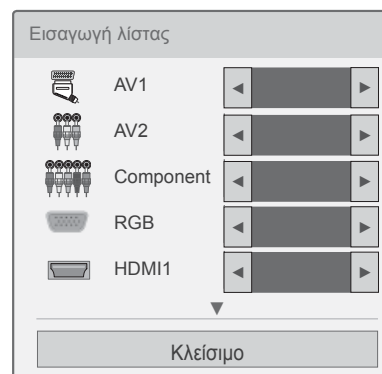 Εισαγωγή λίστας
AV1
AV2
Component
RGB
HDMI1
Κλείσιμο